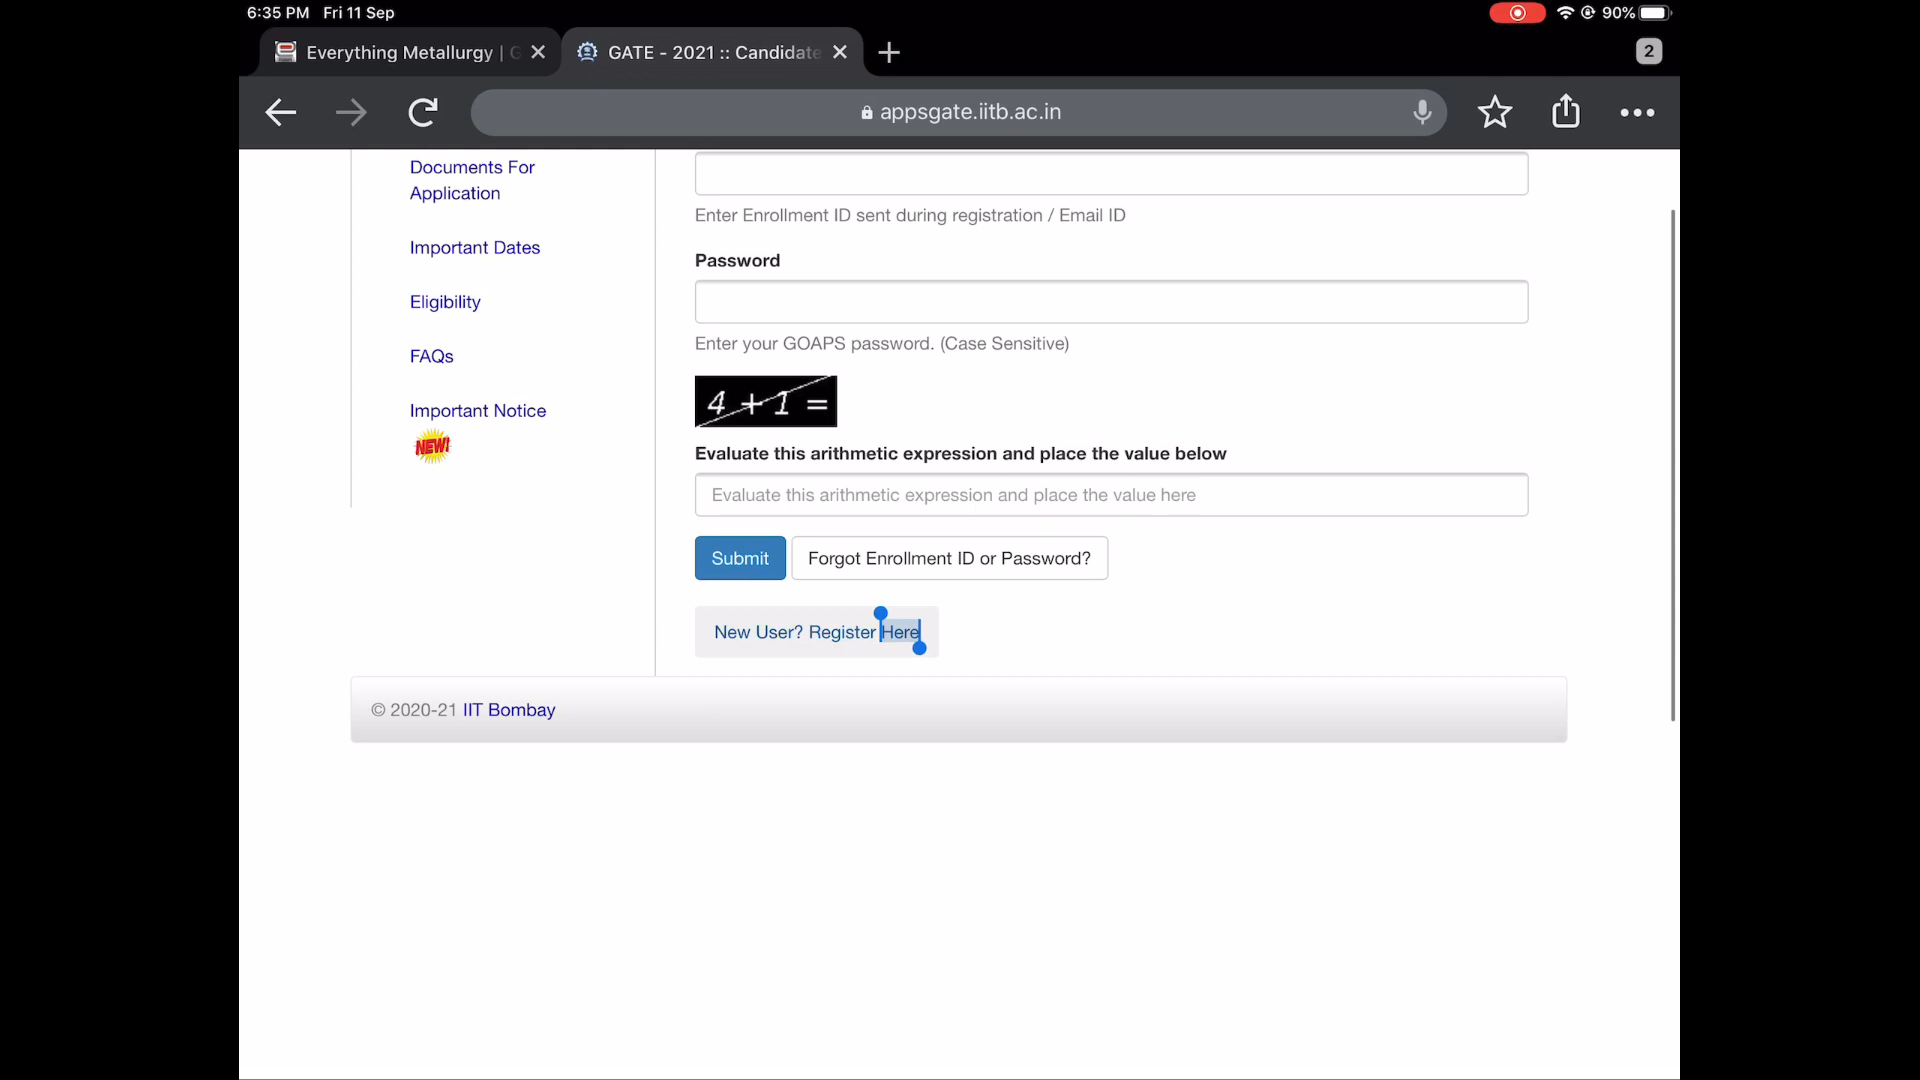 6:35 PM Fri 11 Sep
90%
Everything Metallurgy | G
GATE - 2021 :: Candidate
2
appsgate.iitb.ac.in
Documents For
Application
Important Dates
Eligibility
FAQs
Important Notice
NEW!
Enter Enrollment ID sent during registration / Email ID
Password
Enter your GOAPS password. (Case Sensitive)
4 + 1 =
Evaluate this arithmetic expression and place the value below
Evaluate this arithmetic expression and place the value here
Submit
Forgot Enrollment ID or Password?
New User? Register Here
© 2020-21 IIT Bombay